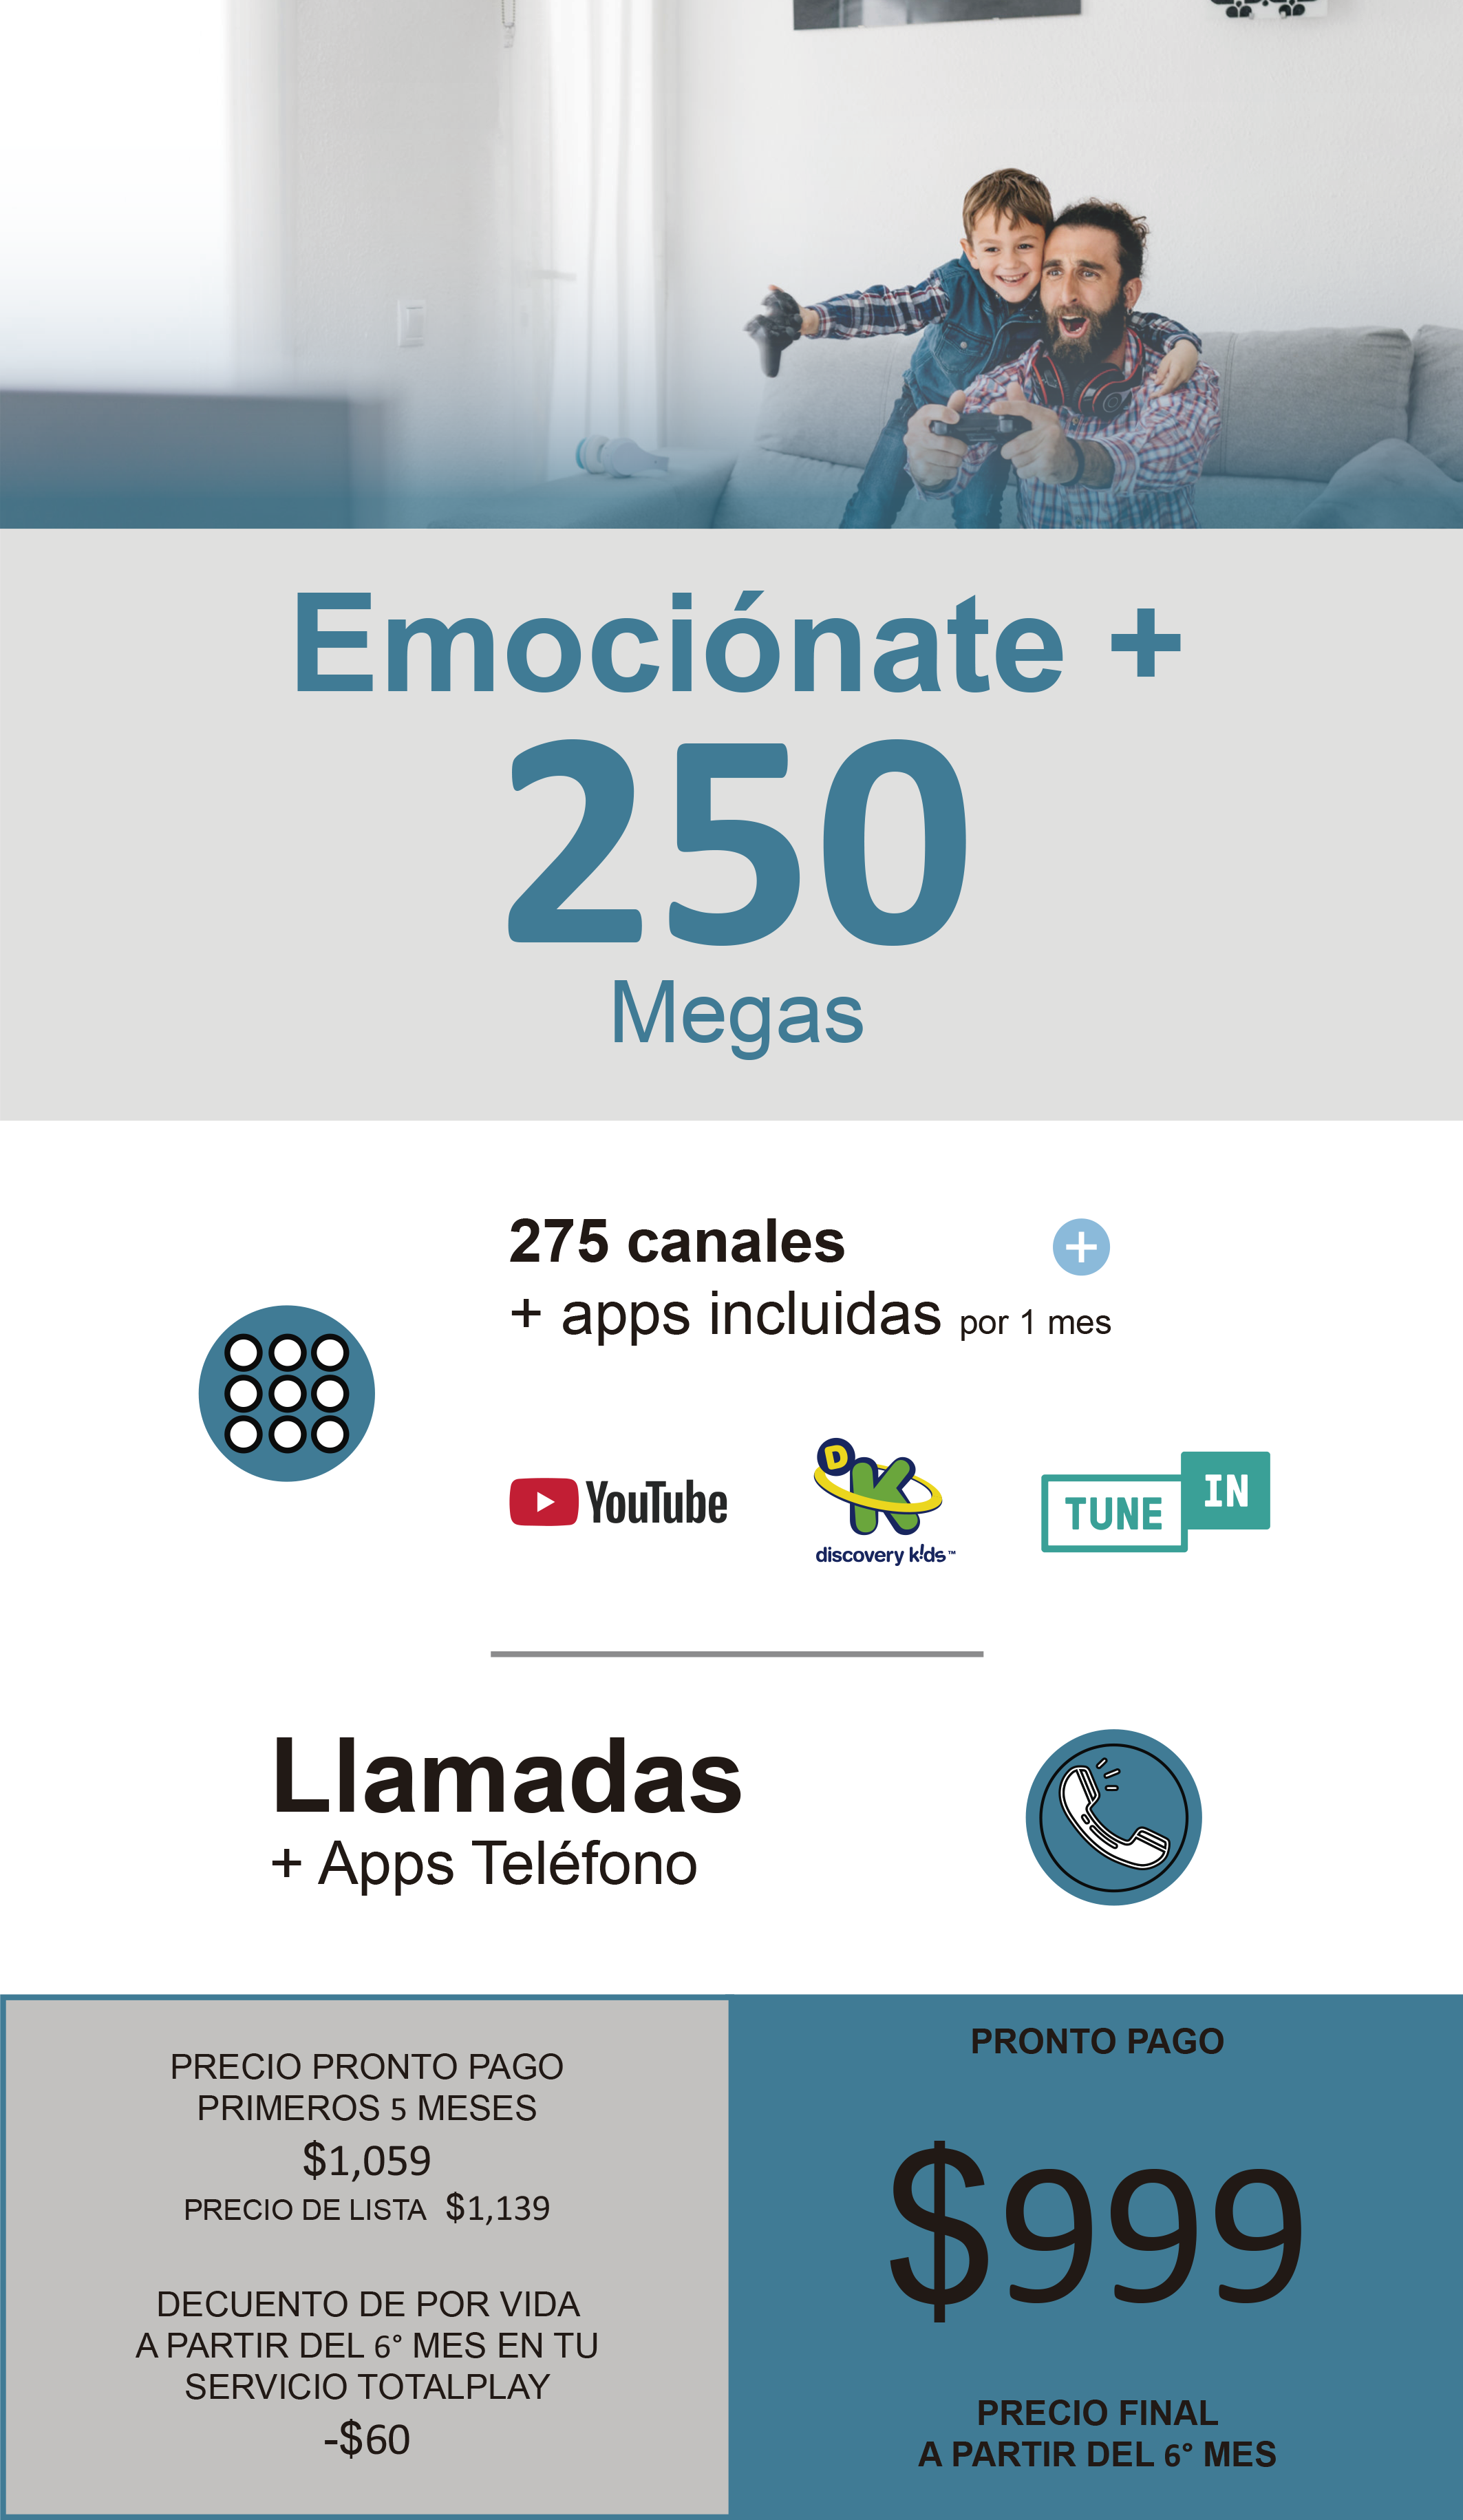 Emociónate +
250
Megas
275 canales
+ apps incluidas por 1 mes
YouTube
D K
discovery k!ds™
TUNE IN
Llamadas
+ Apps Teléfono
PRECIO PRONTO PAGO
PRIMEROS 5 MESES
$1,059
PRECIO DE LISTA $1,139
DECUENTO DE POR VIDA
A PARTIR DEL 6° MES EN TU
SERVICIO TOTALPLAY
-$60
PRONTO PAGO
$999
PRECIO FINAL
A PARTIR DEL 6° MES